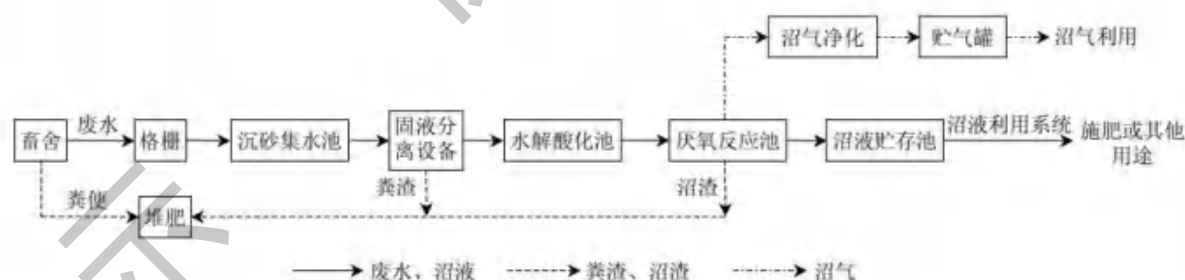 沼气净化
贮气罐
沼气利用
畜舍
废水
格栅
沉砂集水池
固液分
离设备
水解酸化池
厌氧反应池
沼液贮存池
沼液利用系统
施肥或其他
用途
粪便
堆肥
粪渣
沼渣
废水、沼液
粪渣、沼渣
沼气